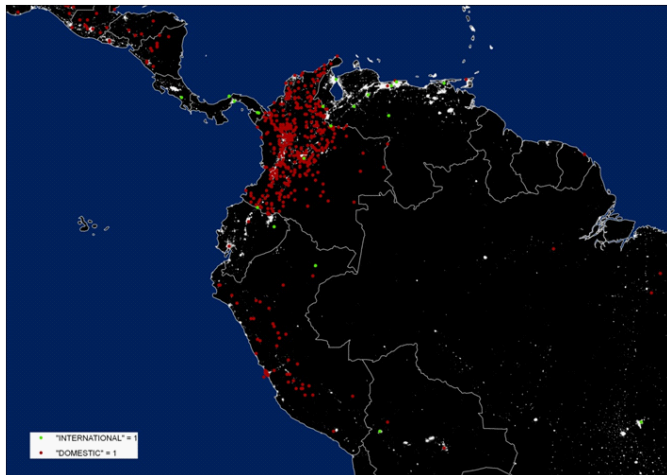 "INTERNATIONAL" = 1
"DOMESTIC" = 1